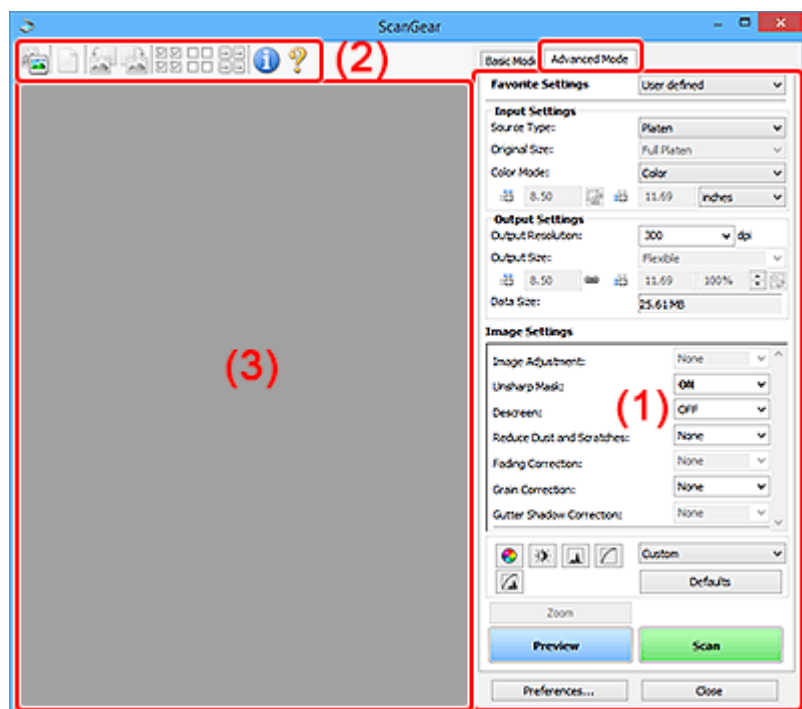 ScanGear
(2)
Basic Mode Advanced Mode
Favorite Settings User defined
Input Settings
Source Type: Platen
Original Size: Full Platen
Color Mode: Color
8.50 11.69 inches
Output Settings
Output Resolution: 300 dpi
Output Size: Flexible
8.50 11.69 100%
Data Size: 25.61MB
Image Settings
(3)
Image Adjustment: None
Unsharp Mask: ON
(1)
Descreen: OFF
Reduce Dust and Scratches: None
Fading Correction: None
Grain Correction: None
Gutter Shadow Correction: None
Custom
Defaults
Zoom
Preview Scan
Preferences... Close